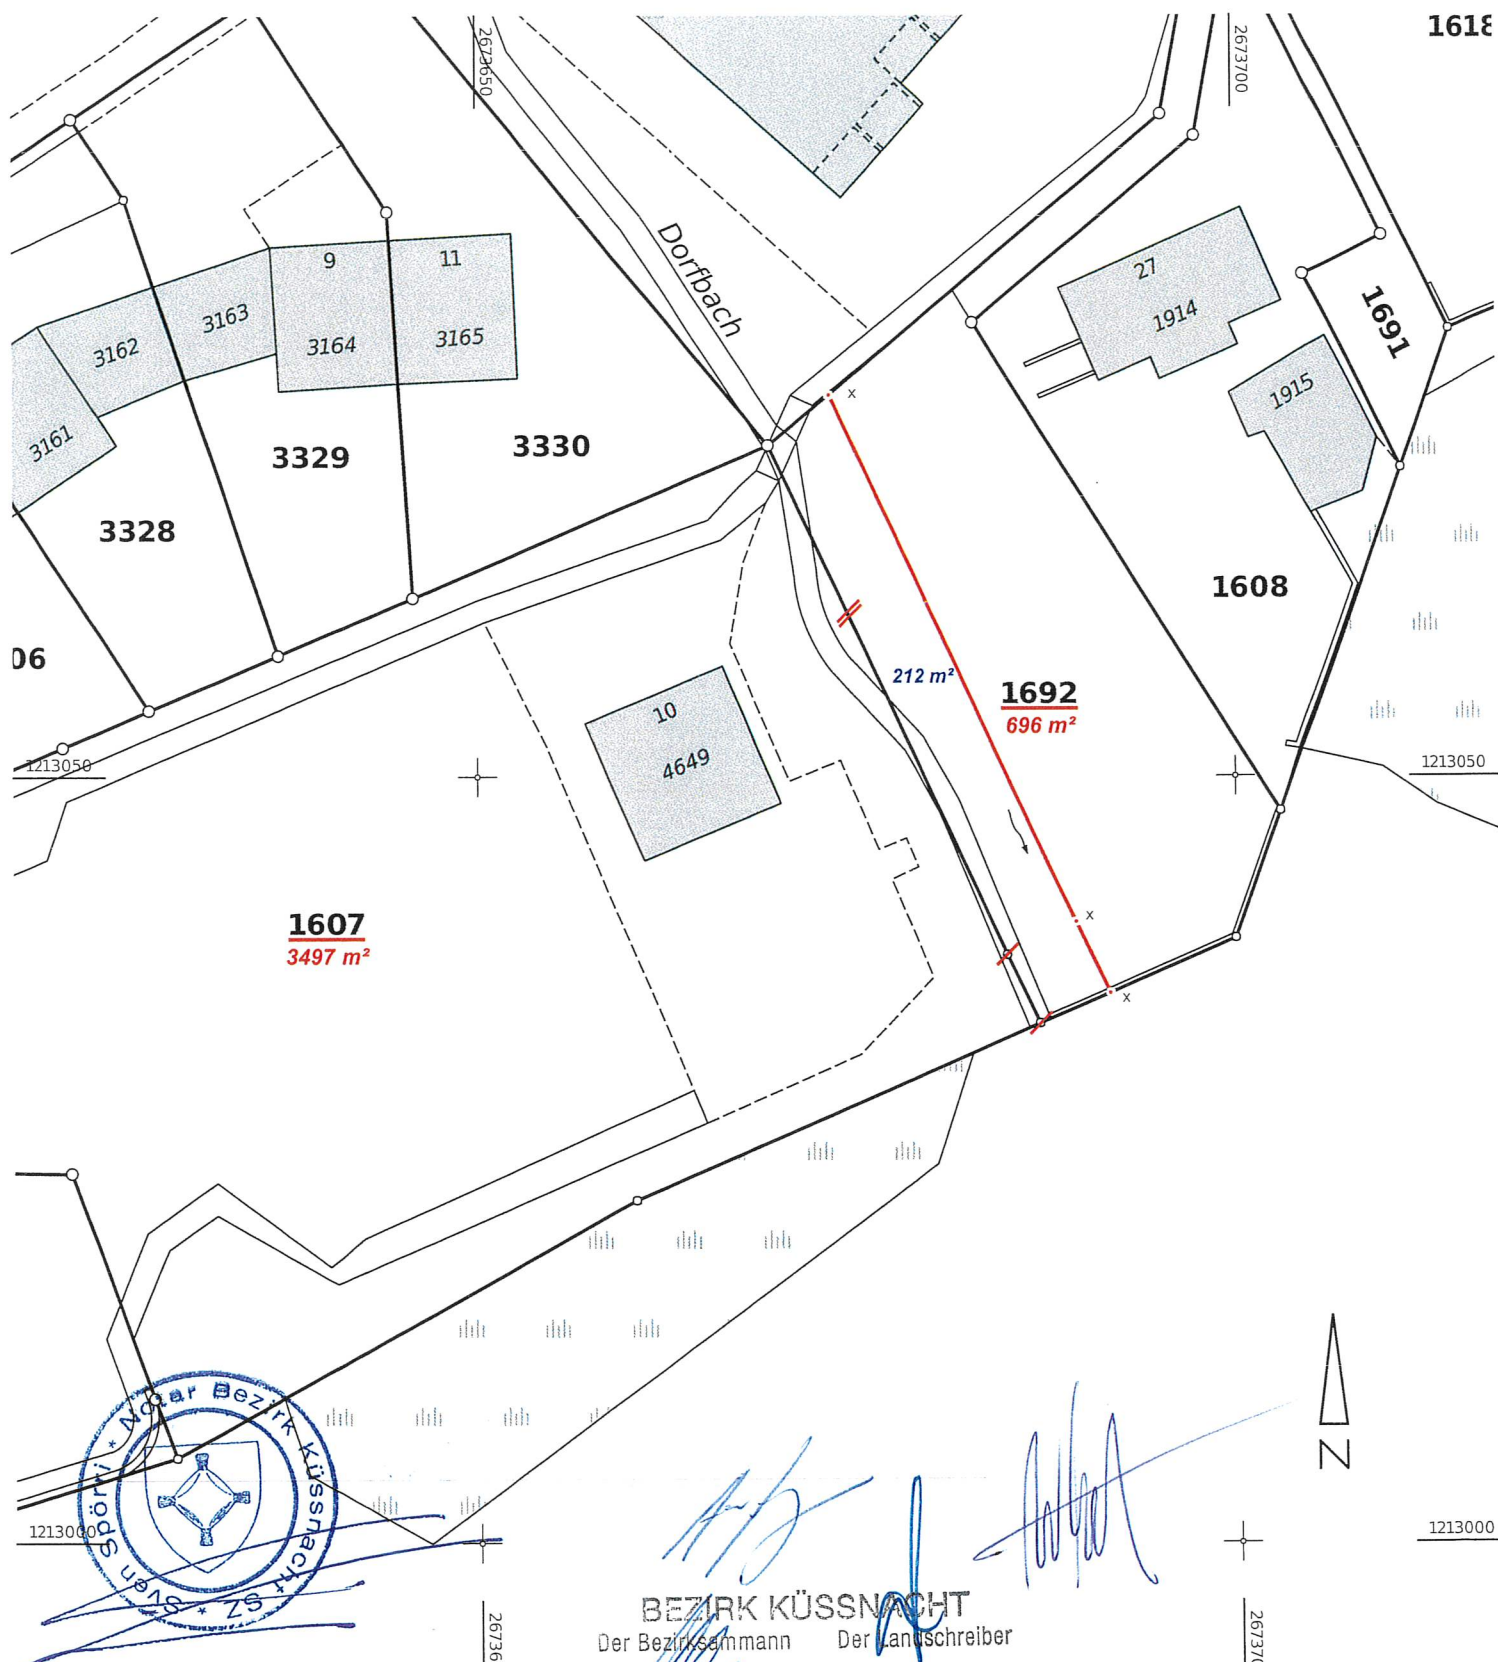 1618
2673650
2673700
Dorfbach
9
11
27
1914
3163
3162
3164
3165
1691
1915
3161
3330
3329
3328
1608
06
212 m²
1692
696 m²
10
4649
1213050
1213050
x
1607
3497 m²
x
x
N
Sven Spörri * Notar Bezirk Küssnacht SZ *
1213000
1213000
BEZIRK KÜSSNACHT
Der Bezirksammann Der Landschreiber
26736
267370